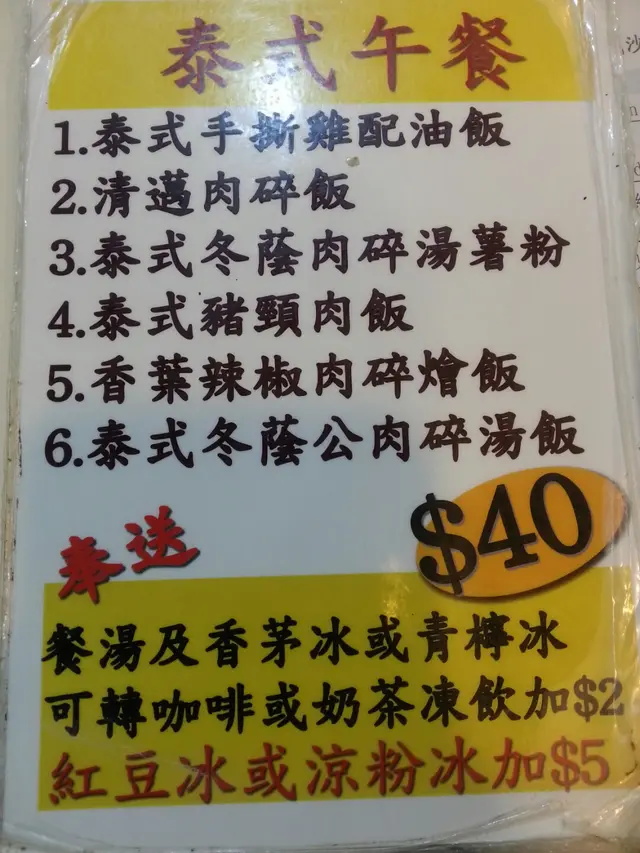 泰式午餐
1.泰式手撕雞配油飯
2.清邁肉碎飯
3.泰式冬蔭肉碎湯薯粉
4.泰式豬頸肉飯
5.香葉辣椒肉碎燴飯
6.泰式冬蔭公肉碎湯飯
$40
奉送
餐湯及香茅冰或青檸冰
可轉咖啡或奶茶凍飲加$2
紅豆冰或涼粉冰加$5
沙